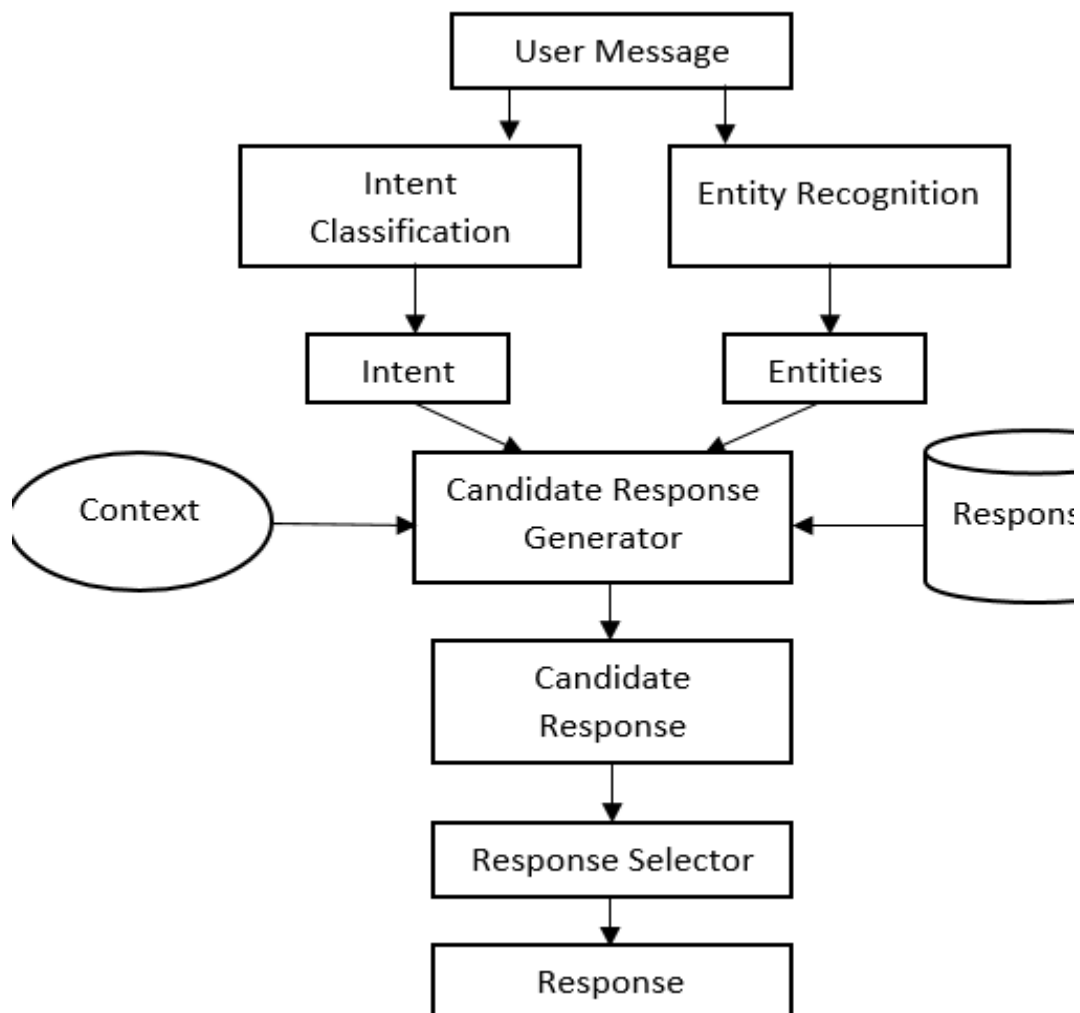 User Message
Intent
Classification
Entity Recognition
Intent
Entities
Context
Candidate Response
Generator
Candidate
Response
Response Selector
Response